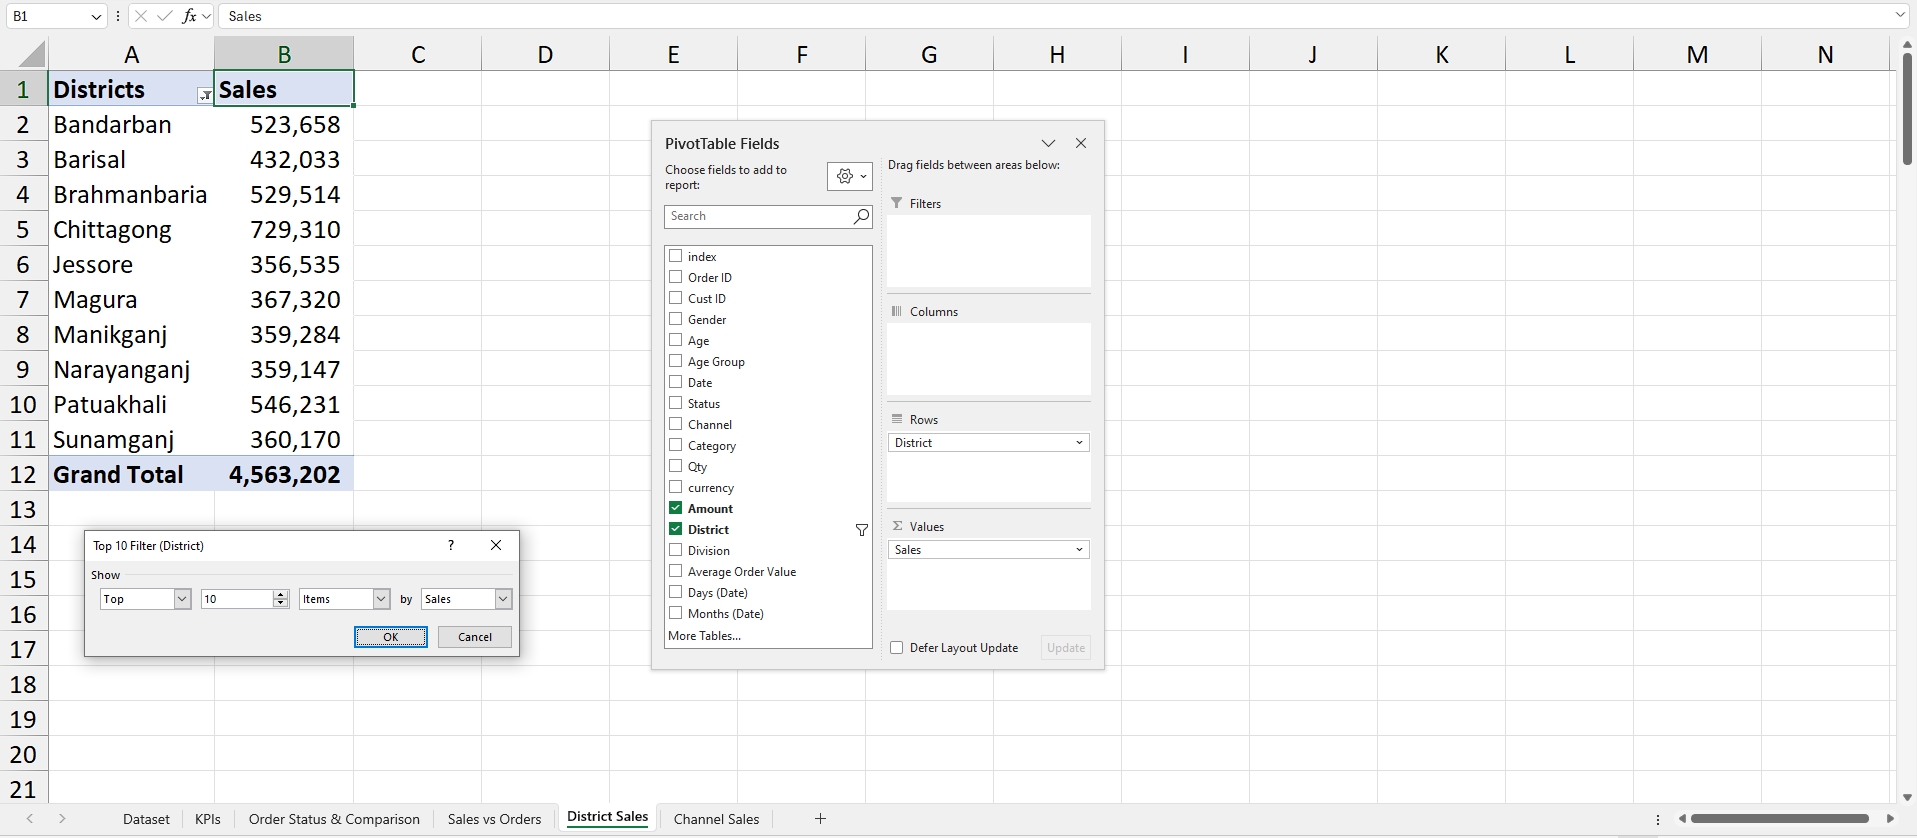 B1 fx Sales
A B C D E F G H I J K L M N
1 Districts Sales
2 Bandarban 523,658
3 Barisal 432,033
4 Brahmanbaria 529,514
5 Chittagong 729,310
6 Jessore 356,535
7 Magura 367,320
8 Manikganj 359,284
9 Narayanganj 359,147
10 Patuakhali 546,231
11 Sunamganj 360,170
12 Grand Total 4,563,202
13
14
15
16
17
18
19
20
21
Top 10 Filter (District) ?
Show
Top 10 Items by Sales
OK Cancel
PivotTable Fields
Choose fields to add to
report:
Search
index
Order ID
Cust ID
Gender
Age
Age Group
Date
Status
Channel
Category
Qty
currency
Amount
District
Division
Average Order Value
Days (Date)
Months (Date)
More Tables...
Drag fields between areas below:
Filters
Columns
Rows
District
Σ Values
Sales
Defer Layout Update Update
Dataset KPIs Order Status & Comparison Sales vs Orders District Sales Channel Sales +